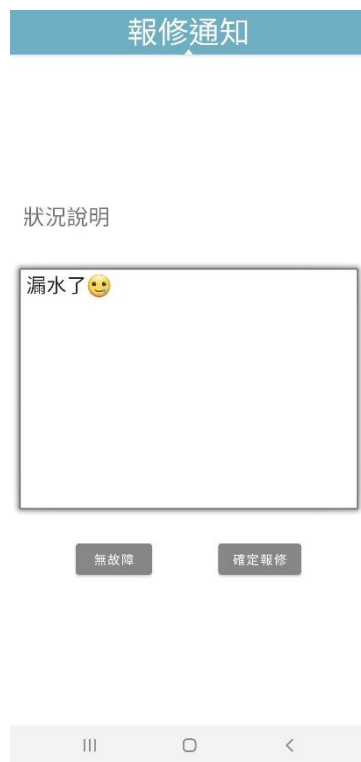 報修通知
狀況說明
漏水了🥲
無故障
確定報修